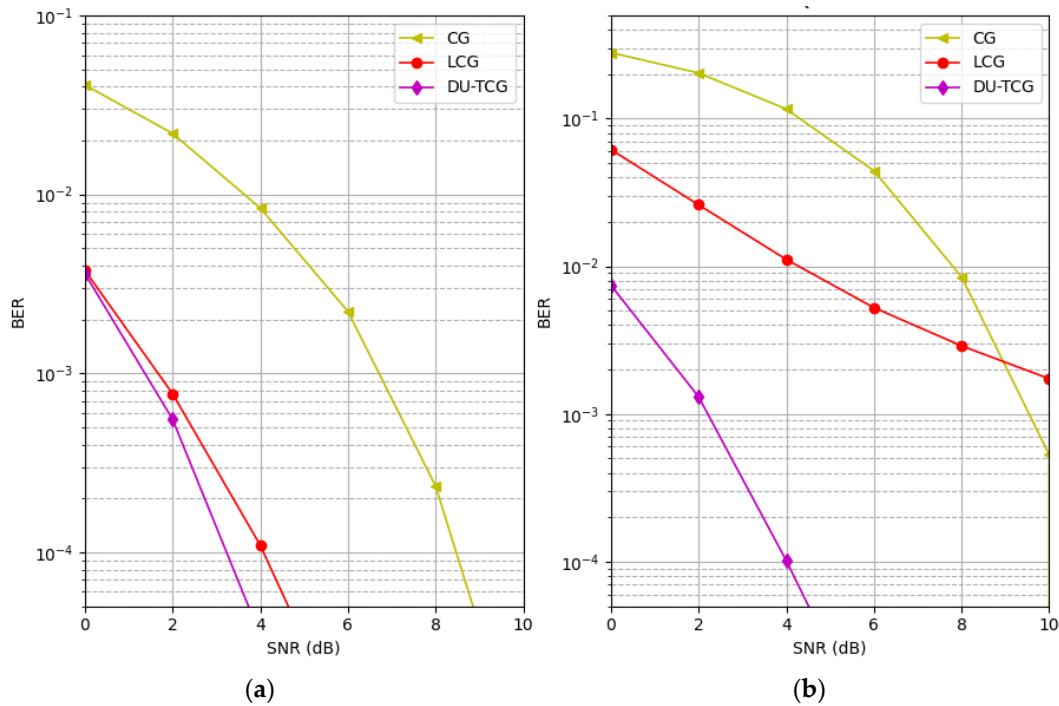 10⁻¹
10⁻²
10⁻³
10⁻⁴
BER
0 2 4 6 8 10
SNR (dB)
CG
LCG
DU-TCG
(a)
10⁻¹
10⁻²
10⁻³
10⁻⁴
BER
0 2 4 6 8 10
SNR (dB)
CG
LCG
DU-TCG
(b)